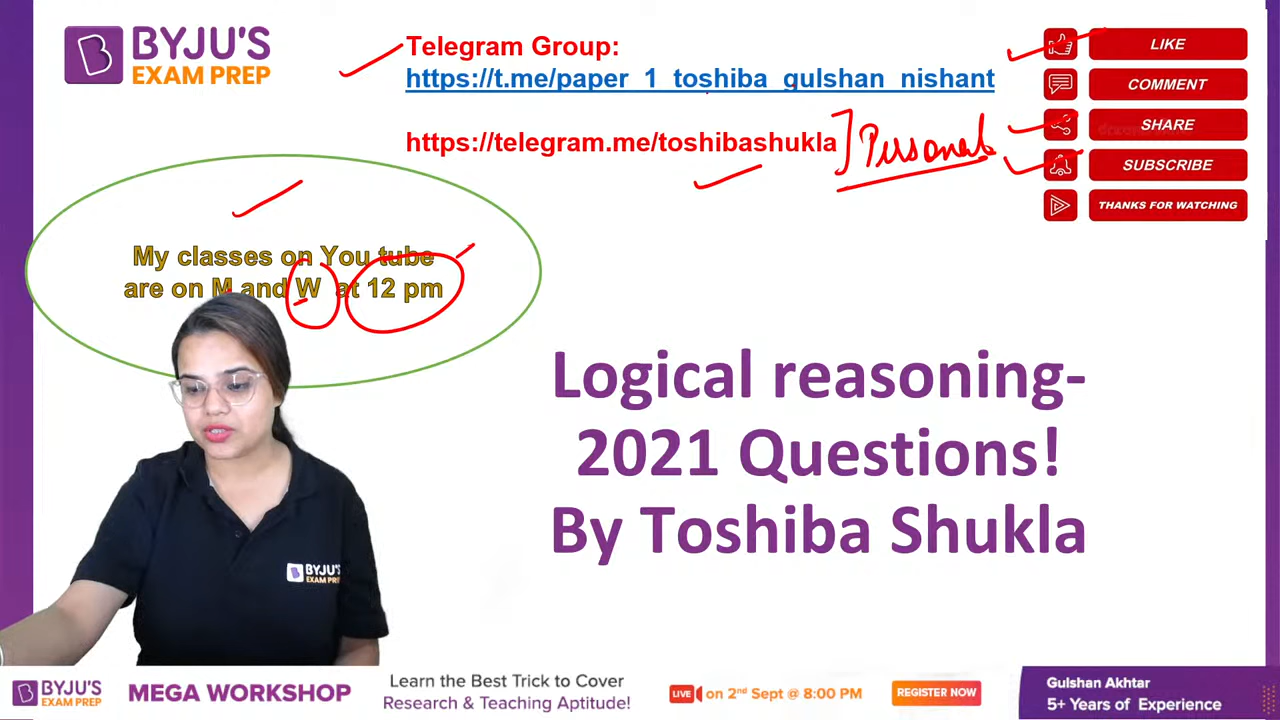 BYJU'S
EXAM PREP
Telegram Group:
https://t.me/paper_1_toshiba_gulshan_nishant
https://telegram.me/toshibashukla
Personal
LIKE
COMMENT
SHARE
SUBSCRIBE
THANKS FOR WATCHING
My classes on You tube
are on M and W at 12 pm
Logical reasoning-
2021 Questions!
By Toshiba Shukla
BYJU'S
EXAM PREP
BYJU'S
EXAM PREP
MEGA WORKSHOP
Learn the Best Trick to Cover
Research & Teaching Aptitude!
LIVE on 2nd Sept @ 8:00 PM
REGISTER NOW
Gulshan Akhtar
5+ Years of Experience